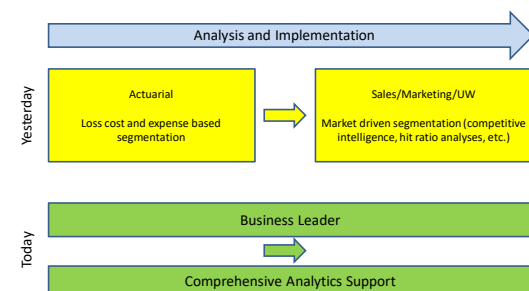 Analysis and Implementation
Yesterday
Actuarial
Loss cost and expense based
segmentation
Sales/Marketing/UW
Market driven segmentation (competitive
intelligence, hit ratio analyses, etc.)
Today
Business Leader
Comprehensive Analytics Support